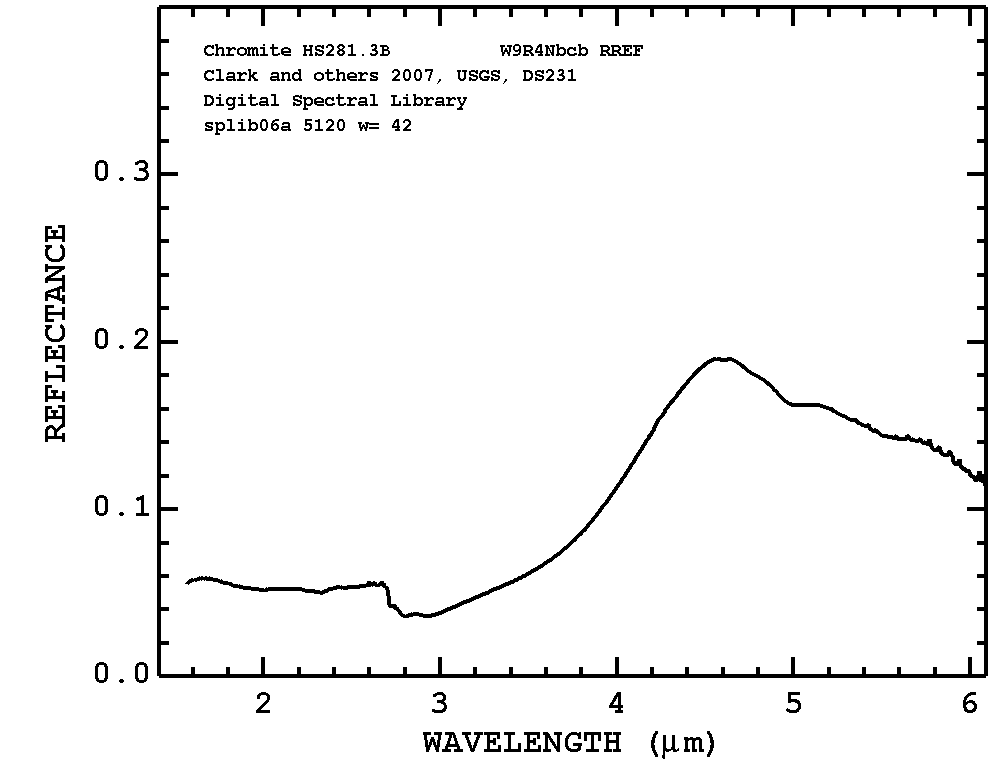 Chromite HS281.3B W9R4Nbcb RREF
Clark and others 2007, USGS, DS231
Digital Spectral Library
splib06a 5120 w= 42
0.3
0.2
0.1
0.0
REFLECTANCE
2 3 4 5 6
WAVELENGTH (μm)